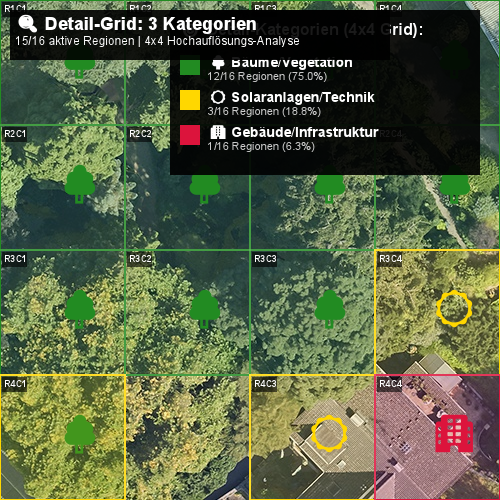 R1C1
R1C2
R1C3
R1C4
Detail-Grid: 3 Kategorien
Kategorien (4x4 Grid):
15/16 aktive Regionen | 4x4 Hochauflösungs-Analyse
Bäume/Vegetation
12/16 Regionen (75.0%)
Solaranlagen/Technik
3/16 Regionen (18.8%)
Gebäude/Infrastruktur
1/16 Regionen (6.3%)
R2C1
R2C2
R2C4
R3C1
R3C2
R3C3
R3C4
R4C1
R4C3
R4C4